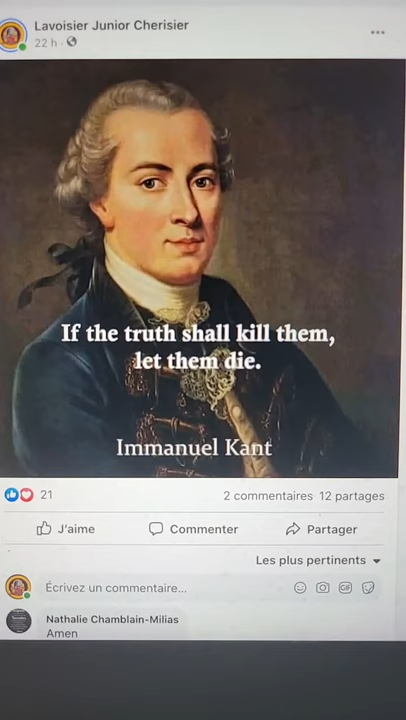 Lavoisier Junior Cherisier
22 h ·
If the truth shall kill them,
let them die.
Immanuel Kant
21
2 commentaires 12 partages
J'aime
Commenter
Partager
Les plus pertinents
Écrivez un commentaire...
GIF
Nathalie Chamblain-Milias
Amen